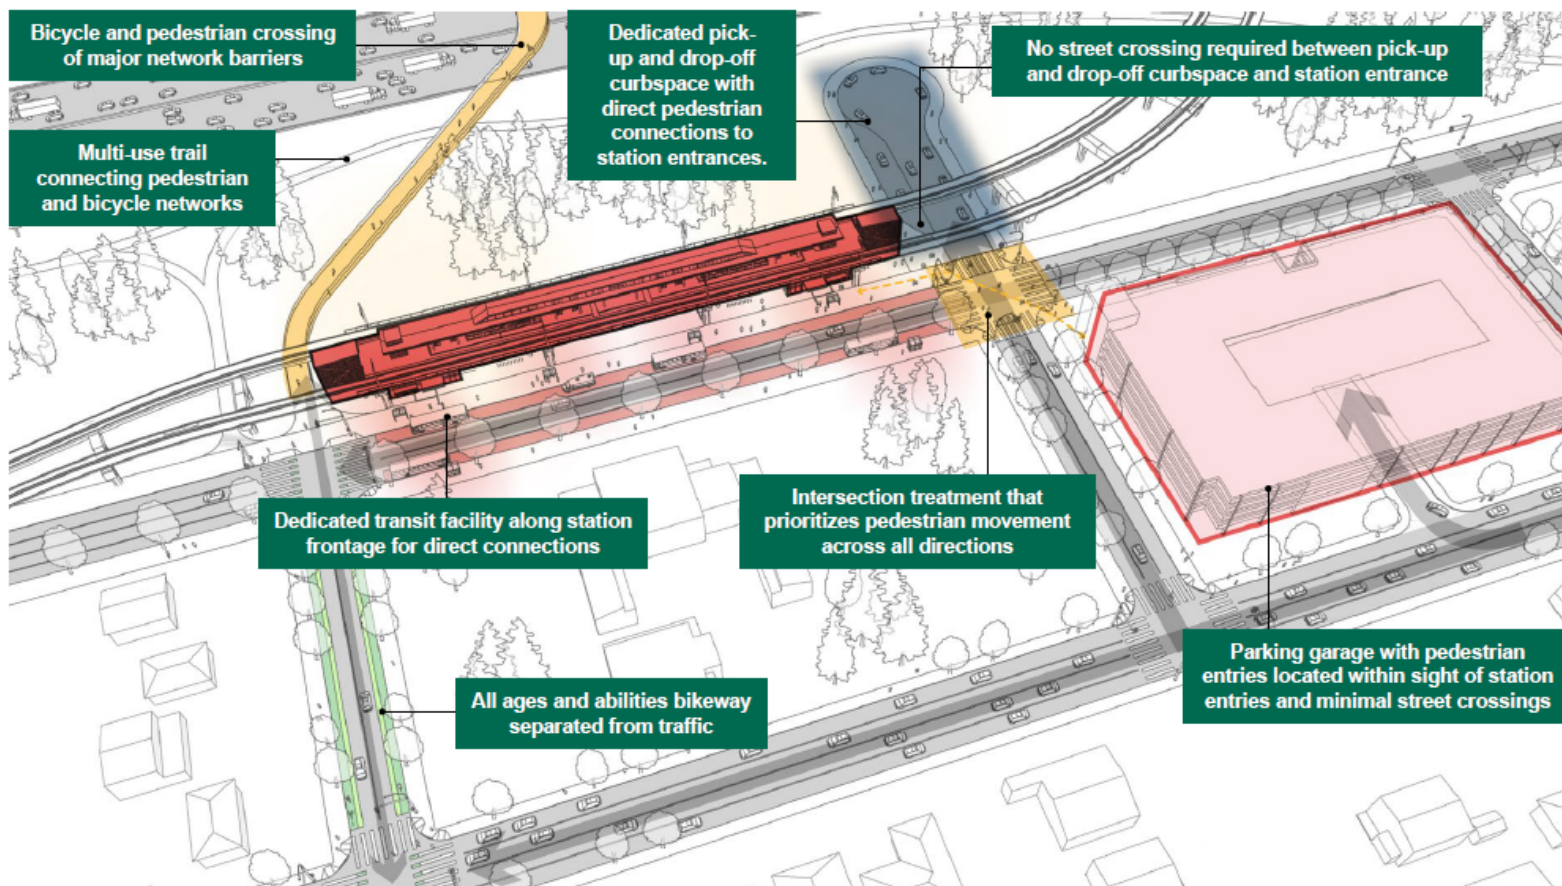 Bicycle and pedestrian crossing
of major network barriers
Multi-use trail
connecting pedestrian
and bicycle networks
Dedicated pick-
up and drop-off
curbspace with
direct pedestrian
connections to
station entrances.
No street crossing required between pick-up
and drop-off curbspace and station entrance
Dedicated transit facility along station
frontage for direct connections
Intersection treatment that
prioritizes pedestrian movement
across all directions
All ages and abilities bikeway
separated from traffic
Parking garage with pedestrian
entries located within sight of station
entries and minimal street crossings